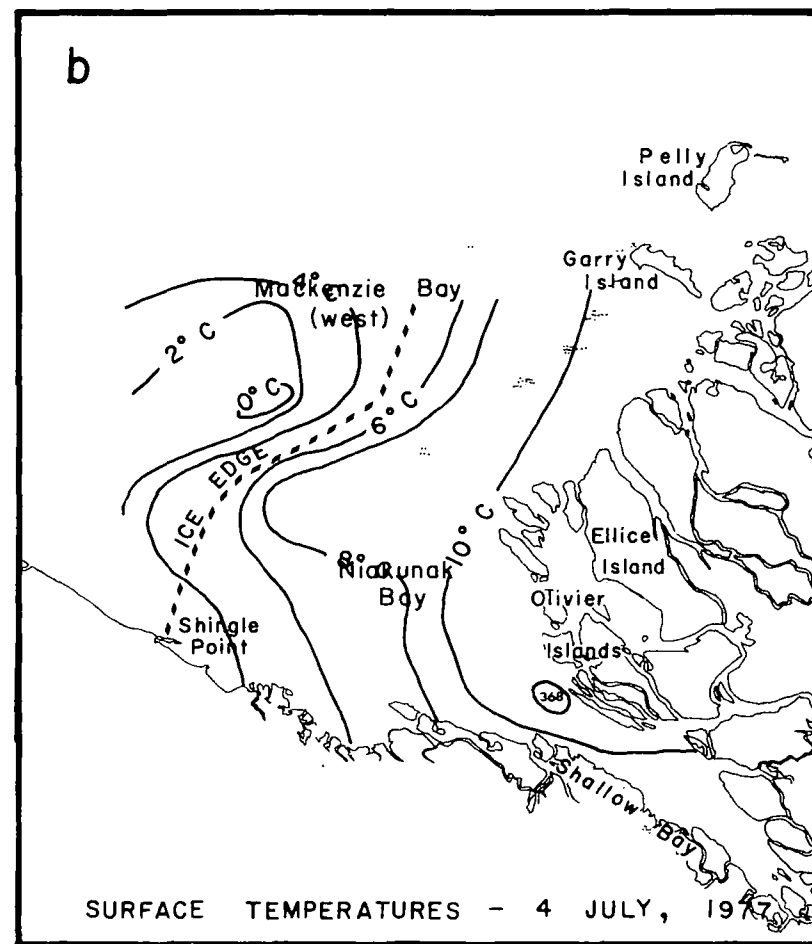 b
Pelly
Island
Garry
Island
4° C
Mackenzie Bay
(west)
2° C
0° C
6° C
ICE EDGE
10° C
8° C
Niakunak
Bay
Ellice
Island
Olivier
Islands
Shingle
Point
368
Shallow Bay
SURFACE TEMPERATURES - 4 JULY, 1977